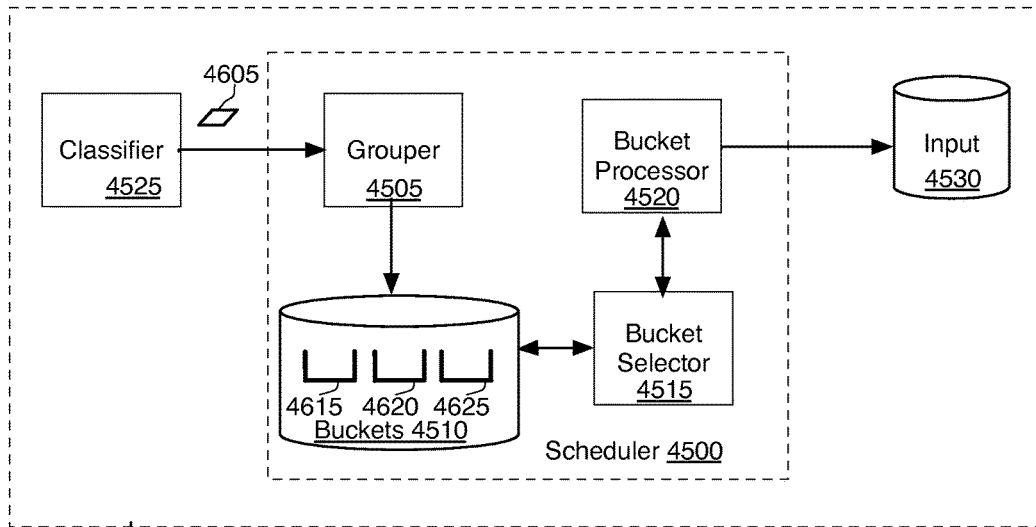 4605
Classifier
4525
Grouper
4505
Bucket
Processor
4520
Input
4530
Bucket
Selector
4515
4615 4620 4625
Buckets 4510
Scheduler 4500